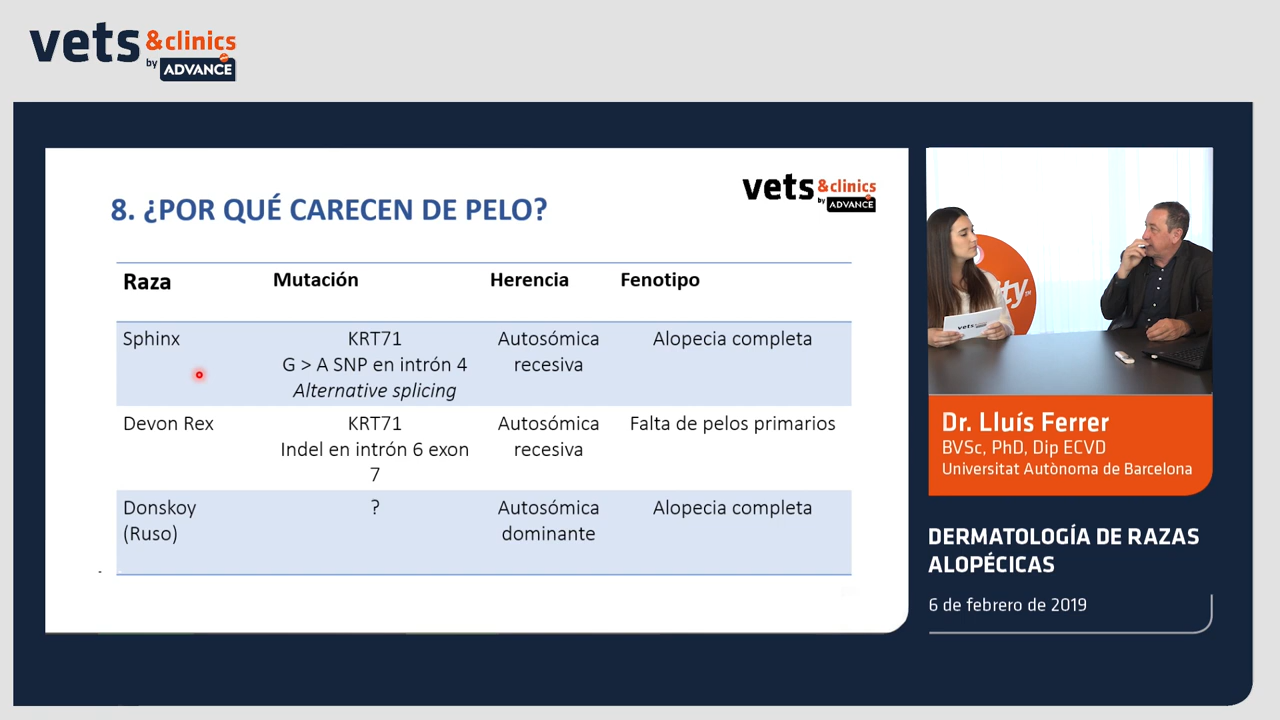 vets &clinics
by ADVANCE
vets &clinics
by ADVANCE
8. ¿POR QUÉ CARECEN DE PELO?
Raza Mutación Herencia Fenotipo
Sphinx KRT71 Autosómica Alopecia completa
G > A SNP en intrón 4 recesiva
Alternative splicing
Devon Rex KRT71 Autosómica Falta de pelos primarios
Indel en intrón 6 exon recesiva
7
Donskoy ? Autosómica Alopecia completa
(Ruso) dominante
vets
Dr. Lluís Ferrer
BVSc, PhD, Dip ECVD
Universitat Autònoma de Barcelona
DERMATOLOGÍA DE RAZAS
ALOPÉCICAS
6 de febrero de 2019